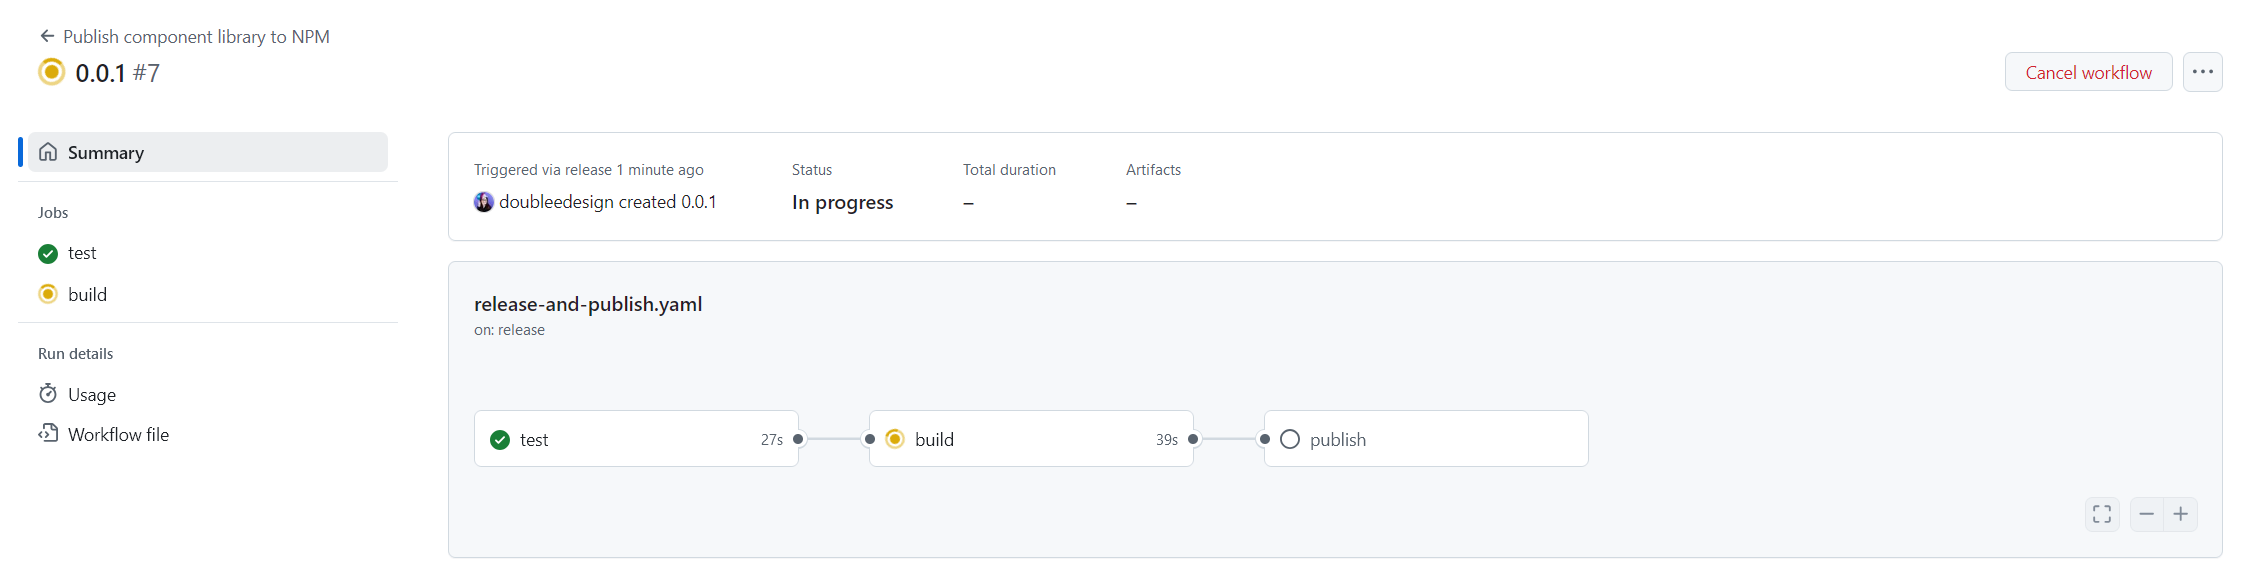 Publish component library to NPM
0.0.1 #7
Cancel workflow
Summary
Jobs
test
build
Run details
Usage
Workflow file
Triggered via release 1 minute ago
doubleedesign created 0.0.1
Status
In progress
Total duration
–
Artifacts
–
release-and-publish.yaml
on: release
test 27s
build 39s
publish